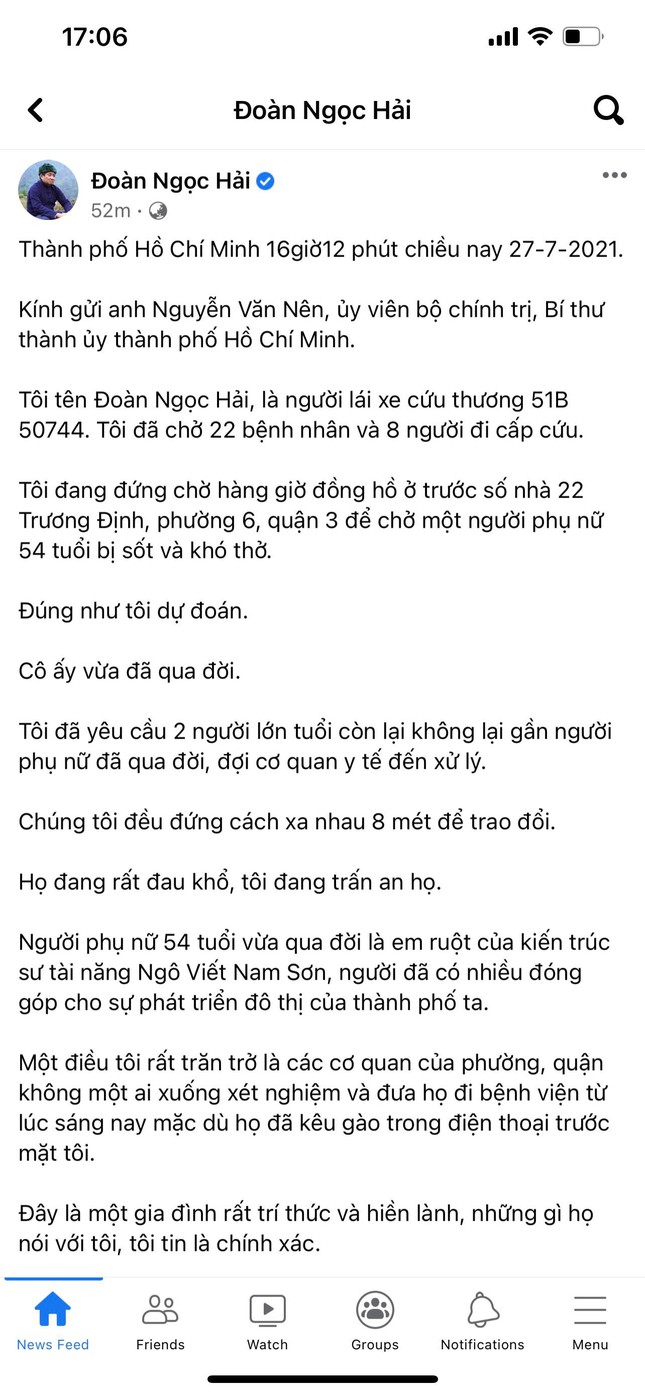 17:06
Đoàn Ngọc Hải
Đoàn Ngọc Hải
52m ·
Thành phố Hồ Chí Minh 16giờ12 phút chiều nay 27-7-2021.
Kính gửi anh Nguyễn Văn Nên, ủy viên bộ chính trị, Bí thư
thành ủy thành phố Hồ Chí Minh.
Tôi tên Đoàn Ngọc Hải, là người lái xe cứu thương 51B
50744. Tôi đã chở 22 bệnh nhân và 8 người đi cấp cứu.
Tôi đang đứng chờ hàng giờ đồng hồ ở trước số nhà 22
Trương Định, phường 6, quận 3 để chở một người phụ nữ
54 tuổi bị sốt và khó thở.
Đúng như tôi dự đoán.
Cô ấy vừa đã qua đời.
Tôi đã yêu cầu 2 người lớn tuổi còn lại không lại gần người
phụ nữ đã qua đời, đợi cơ quan y tế đến xử lý.
Chúng tôi đều đứng cách xa nhau 8 mét để trao đổi.
Họ đang rất đau khổ, tôi đang trấn an họ.
Người phụ nữ 54 tuổi vừa qua đời là em ruột của kiến trúc
sư tài năng Ngô Viết Nam Sơn, người đã có nhiều đóng
góp cho sự phát triển đô thị của thành phố ta.
Một điều tôi rất trăn trở là các cơ quan của phường, quận
không một ai xuống xét nghiệm và đưa họ đi bệnh viện từ
lúc sáng nay mặc dù họ đã kêu gào trong điện thoại trước
mặt tôi.
Đây là một gia đình rất trí thức và hiền lành, những gì họ
nói với tôi, tôi tin là chính xác.
News Feed
Friends
Watch
Groups
Notifications
Menu